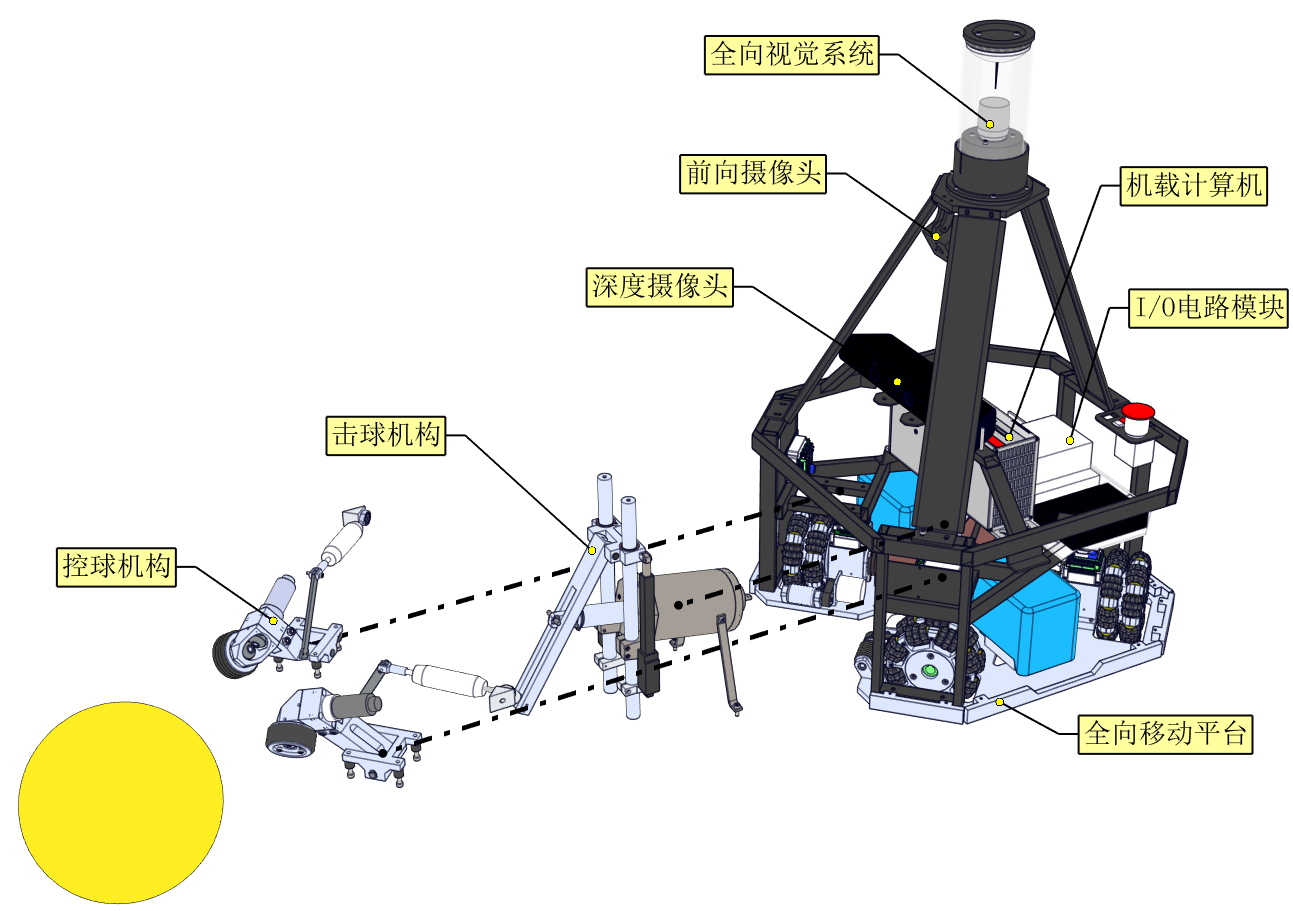 全向视觉系统
前向摄像头
机载计算机
深度摄像头
I/O电路模块
击球机构
控球机构
全向移动平台